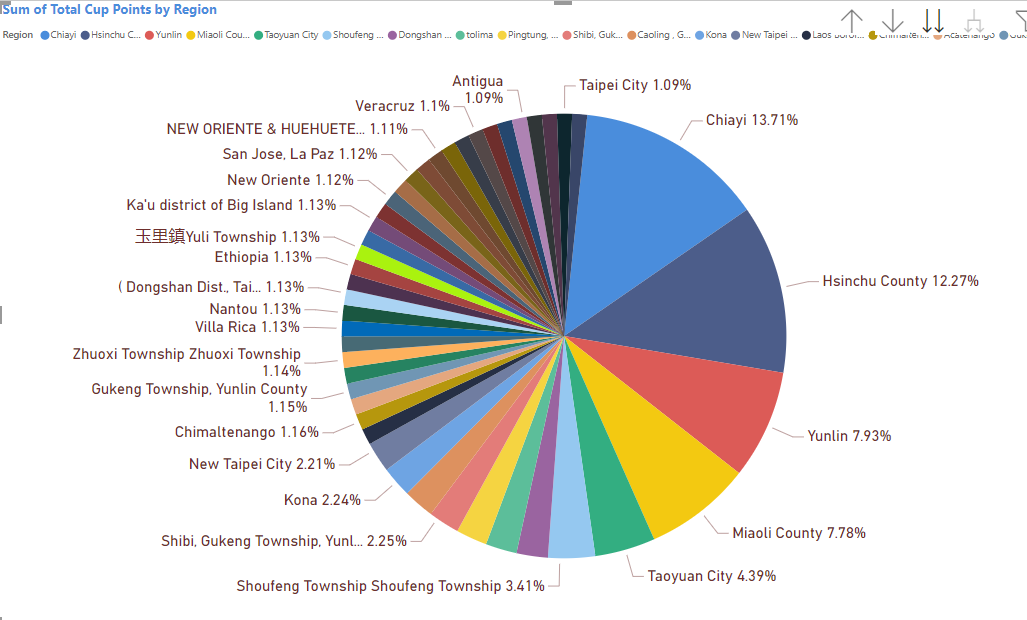 Sum of Total Cup Points by Region
Region Chiayi Hsinchu C... Yunlin Miaoli Cou... Taoyuan City Shoufeng ... Dongshan ... tolima Pingtung, ... Shibi, Guk... Caoling , G... Kona New Taipei ... Laos borol... Chimalten... Acatenango Guk
Antigua
1.09%
Taipei City 1.09%
Veracruz 1.1%
Chiayi 13.71%
NEW ORIENTE & HUEHUETE... 1.11%
San Jose, La Paz 1.12%
New Oriente 1.12%
Ka'u district of Big Island 1.13%
玉里鎮Yuli Township 1.13%
Ethiopia 1.13%
Hsinchu County 12.27%
( Dongshan Dist., Tai... 1.13%
Nantou 1.13%
Villa Rica 1.13%
Zhuoxi Township Zhuoxi Township
1.14%
Gukeng Township, Yunlin County
1.15%
Chimaltenango 1.16%
Yunlin 7.93%
New Taipei City 2.21%
Kona 2.24%
Miaoli County 7.78%
Shibi, Gukeng Township, Yunl... 2.25%
Taoyuan City 4.39%
Shoufeng Township Shoufeng Township 3.41%